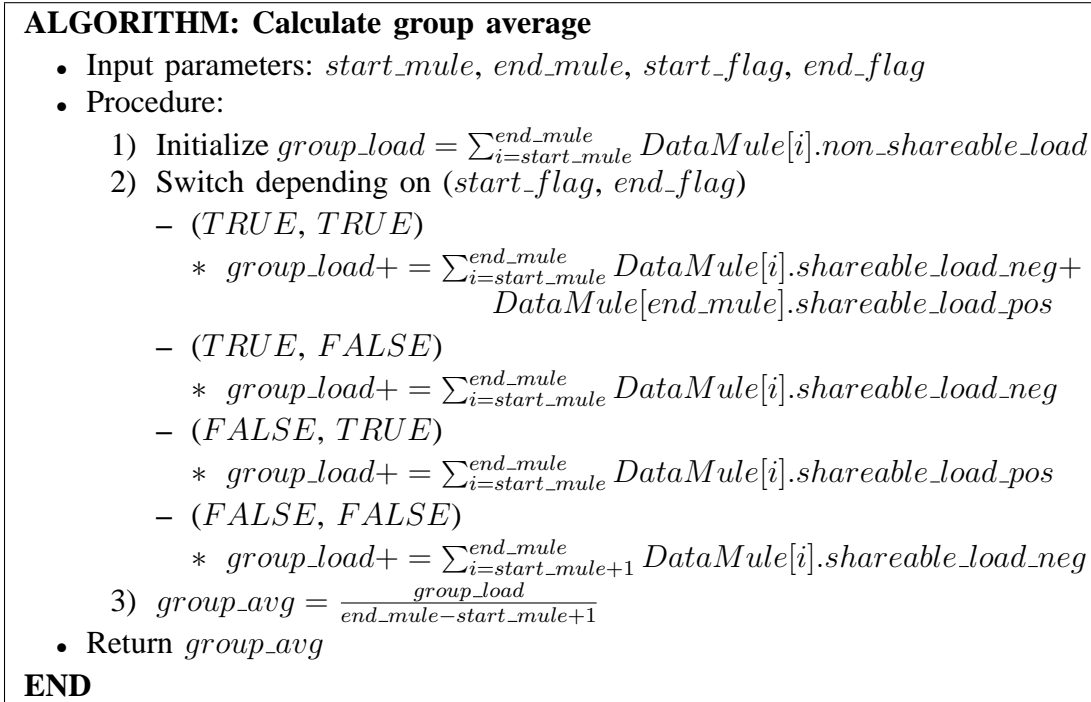 ALGORITHM: Calculate group average
• Input parameters: start_mule, end_mule, start_flag, end_flag
• Procedure:
1) Initialize group_load = ∑_{i=start_mule}^{end_mule} DataMule[i].non_shareable_load
2) Switch depending on (start_flag, end_flag)
– (TRUE, TRUE)
∗ group_load+ = ∑_{i=start_mule}^{end_mule} DataMule[i].shareable_load_neg+
DataMule[end_mule].shareable_load_pos
– (TRUE, FALSE)
∗ group_load+ = ∑_{i=start_mule}^{end_mule} DataMule[i].shareable_load_neg
– (FALSE, TRUE)
∗ group_load+ = ∑_{i=start_mule}^{end_mule} DataMule[i].shareable_load_pos
– (FALSE, FALSE)
∗ group_load+ = ∑_{i=start_mule+1}^{end_mule} DataMule[i].shareable_load_neg
3) group_avg = \frac{group_load}{end_mule−start_mule+1}
• Return group_avg
END